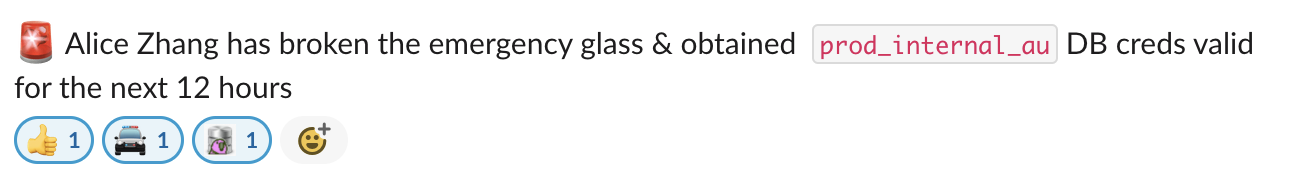 🚨 Alice Zhang has broken the emergency glass & obtained prod_internal_au DB creds valid
for the next 12 hours
1 1 1